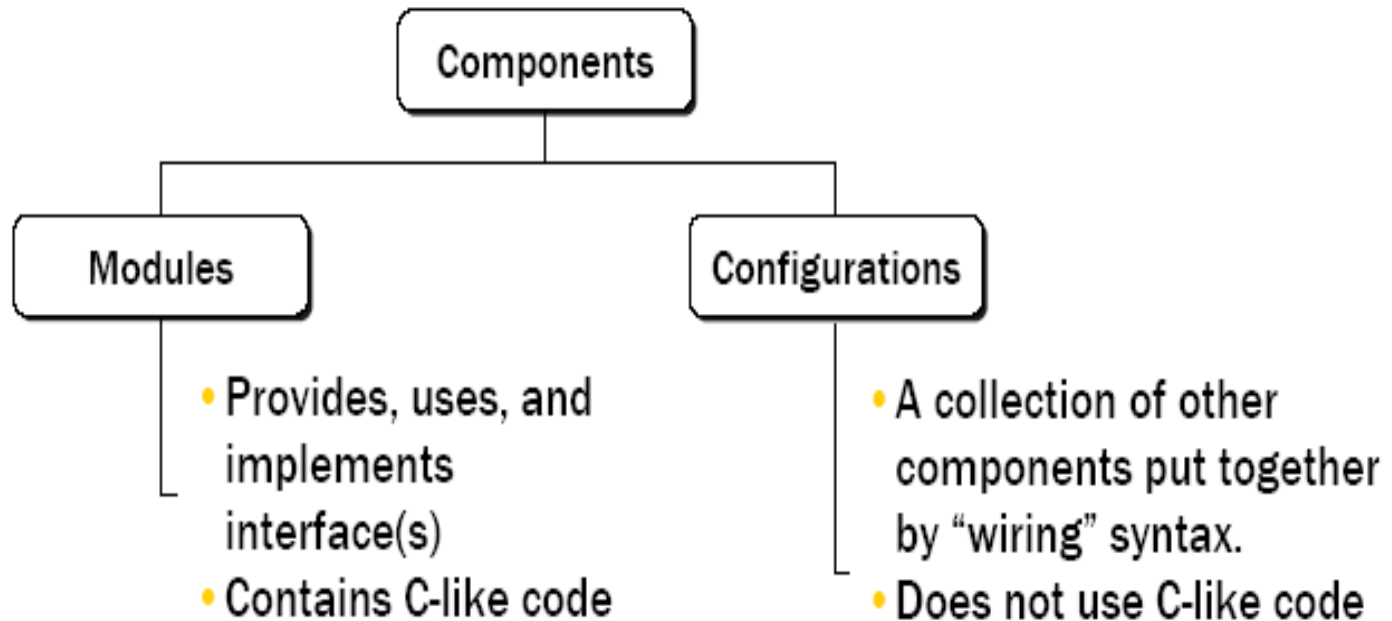 Components
Modules
Configurations
• Provides, uses, and
implements
interface(s)
• Contains C-like code
• A collection of other
components put together
by “wiring” syntax.
• Does not use C-like code